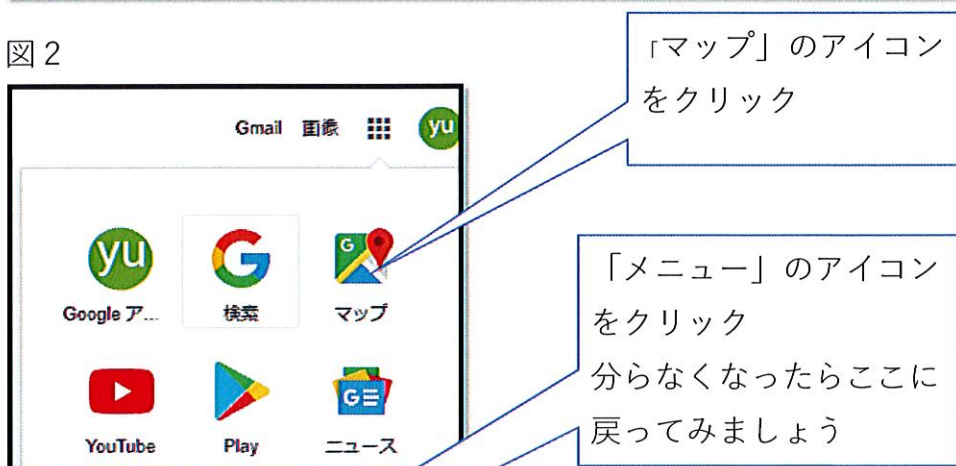 図２
「マップ」のアイコン
をクリック
Gmail 画像 yu
yu G
Google ア... 検索 マップ
「メニュー」のアイコン
をクリック
分らなくなったらここに
戻ってみましょう
G
YouTube Play ニュース